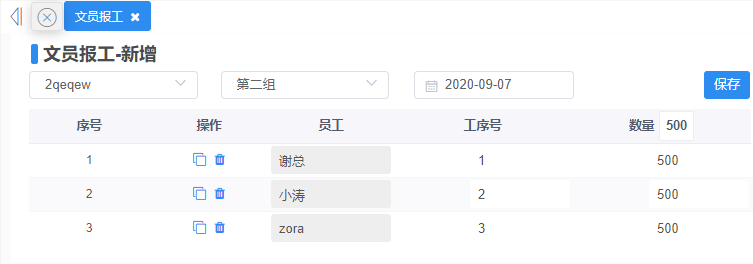 文员报工
文员报工-新增
2qeqew 第二组 2020-09-07 保存
序号 操作 员工 工序号 数量 500
1 谢总 1 500
2 小涛 2 500
3 zora 3 500